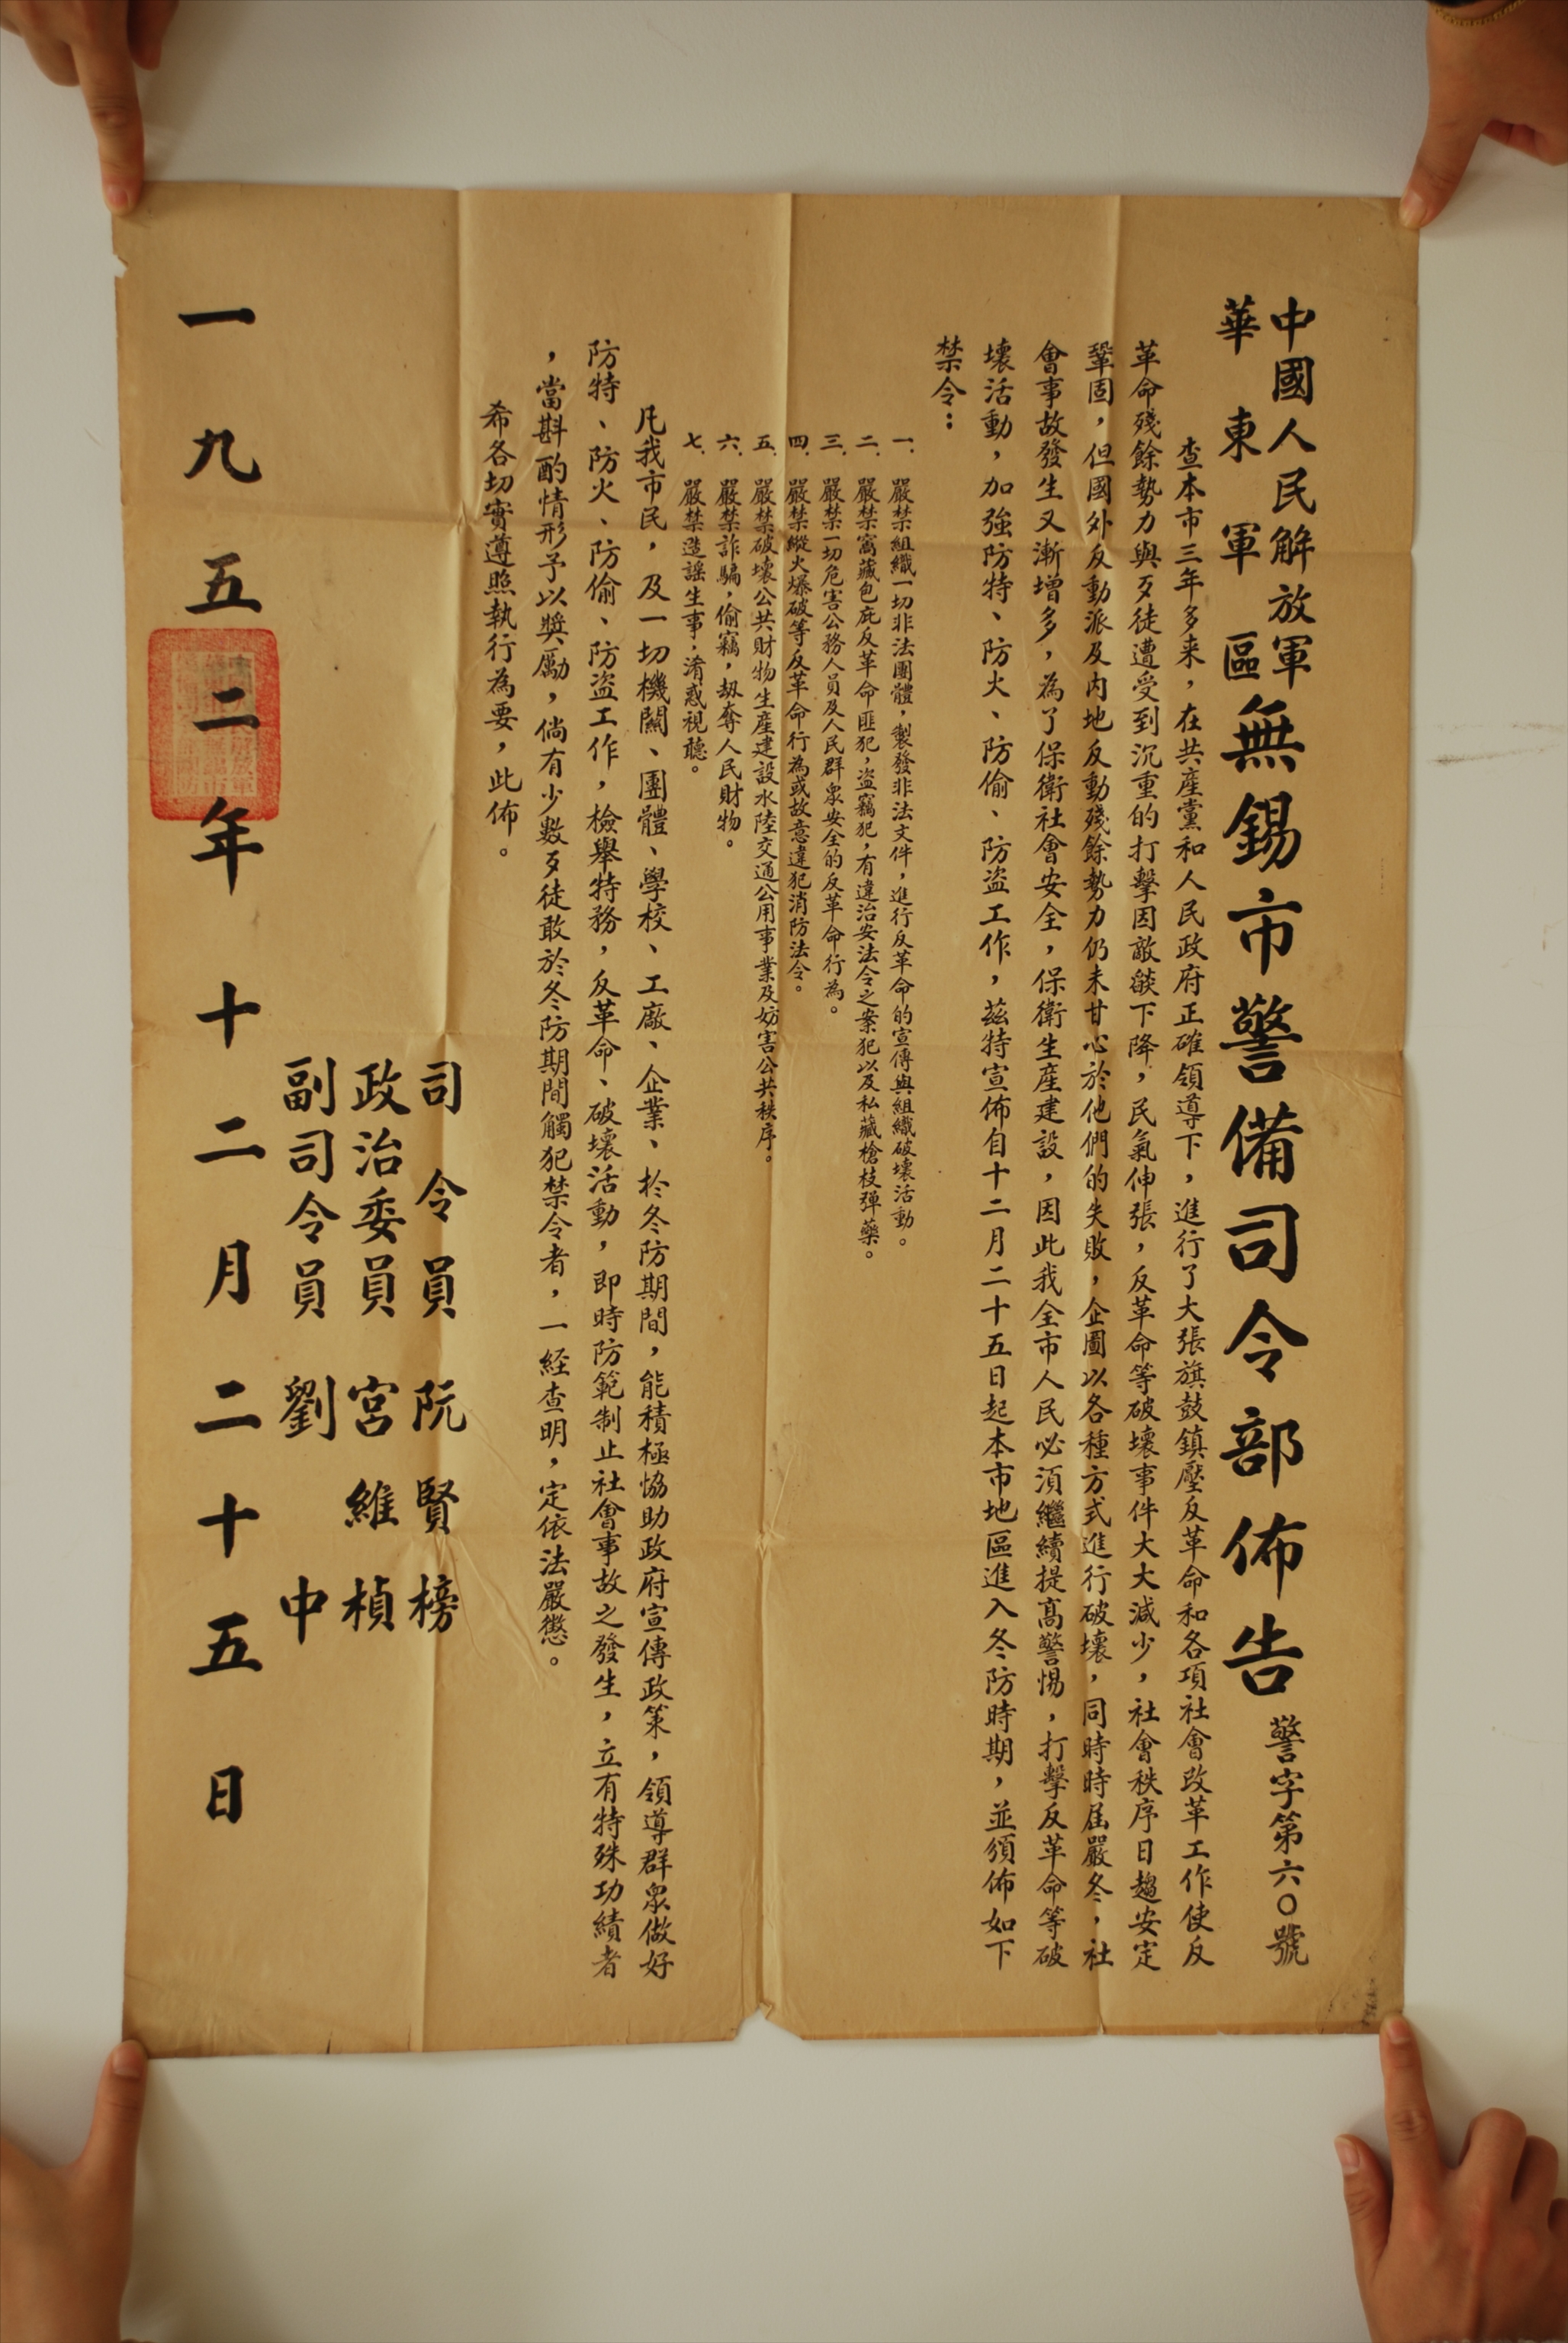 中國人民解放軍
華東軍區
無錫市警備司令部佈告
警字第六〇號
查本市三年多来，在共產黨和人民政府正確領導下，進行了大張旗鼓鎮壓反革命和各項社會改革工作使反
革命殘餘勢力與歹徒遭受到沉重的打擊因敵燄下降，民氣伸張，反革命等破壞事件大大減少，社會秩序日趨安定
鞏固，但國外反動派及內地反動殘餘勢力仍未甘心於他們的失敗，企圖以各種方式進行破壞，同時時届嚴冬，社
會事故發生又漸增多，為了保衛社會安全，保衛生產建設，因此我全市人民必須繼續提高警惕，打擊反革命等破
壞活動，加強防特、防火、防偷、防盜工作，茲特宣佈自十二月二十五日起本市地區進入冬防時期，並頒佈如下
禁令：
一．嚴禁組織一切非法團體，製發非法文件，進行反革命的宣傳與組織破壞活動。
二．嚴禁窩藏包庇反革命匪犯，盜竊犯，有違治安法令之案犯以及私藏槍枝彈藥。
三．嚴禁一切危害公務人員及人民群眾安全的反革命行為。
四．嚴禁縱火爆破等反革命行為或故意違犯消防法令。
五．嚴禁破壞公共財物生產建設水陸交通公用事業及妨害公共秩序。
六．嚴禁詐騙，偷竊，刼奪人民財物。
七．嚴禁造謠生事，淆惑視聽。
凡我市民，及一切機關、團體、學校、工廠、企業、於冬防期間，能積極協助政府宣傳政策，領導群眾做好
防特、防火、防偷、防盜工作，檢舉特務，反革命、破壞活動，即時防範制止社會事故之發生，立有特殊功績者
，當斟酌情形予以獎勵，倘有少數歹徒敢於冬防期間觸犯禁令者，一経查明，定依法嚴懲。
希各切實遵照執行為要，此佈。
司令員 阮賢榜
政治委員 宮維楨
副司令員 劉中
一九五二年十二月二十五日